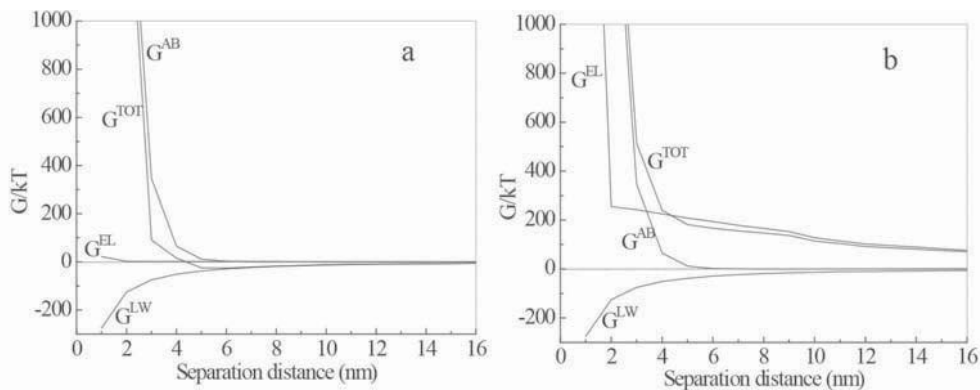 a
G^AB
G^TOT
G^EL
G^LW
G/kT
1000
800
600
400
200
0
-200
0 2 4 6 8 10 12 14 16
Separation distance (nm)
b
G^EL
G^TOT
G^AB
G^LW
G/kT
1000
800
600
400
200
0
-200
0 2 4 6 8 10 12 14 16
Separation distance (nm)